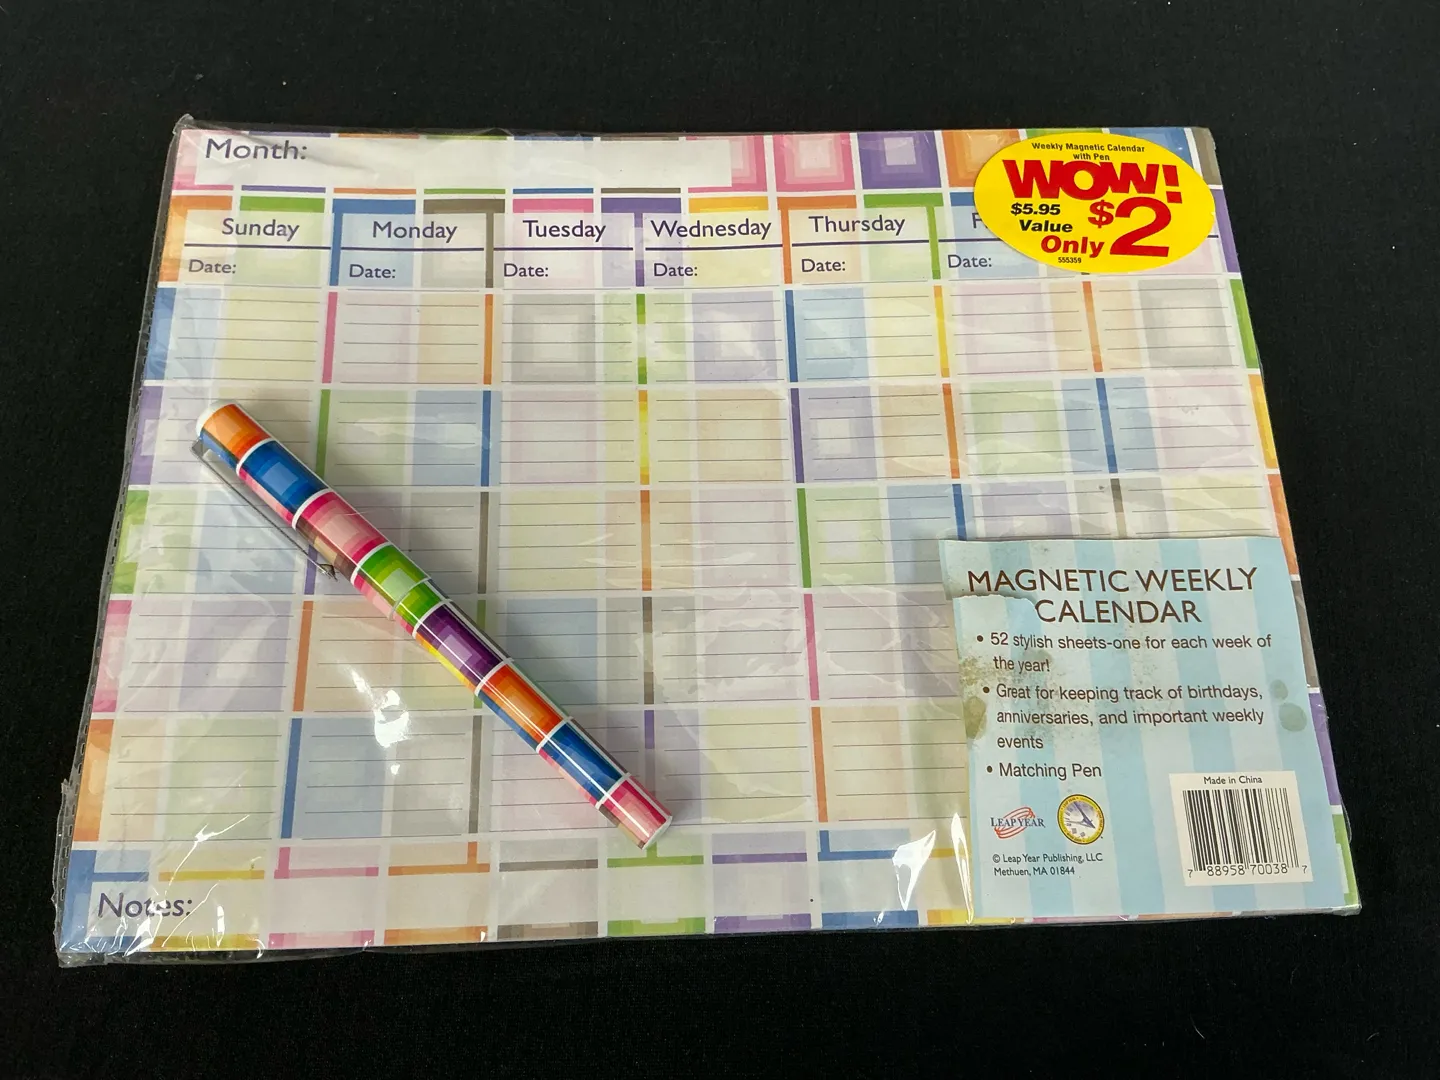 Month:
Weekly Magnetic Calendar
with Pen
WOW!
$5.95
Value
Only $2
555359
Sunday Monday Tuesday Wednesday Thursday F
Date: Date: Date: Date: Date: Date:
MAGNETIC WEEKLY
CALENDAR
• 52 stylish sheets-one for each week of
the year!
• Great for keeping track of birthdays,
anniversaries, and important weekly
events
• Matching Pen
Made in China
LEAP YEAR
© Leap Year Publishing, LLC
Methuen, MA 01844
7 88958 70038 7
Notes: